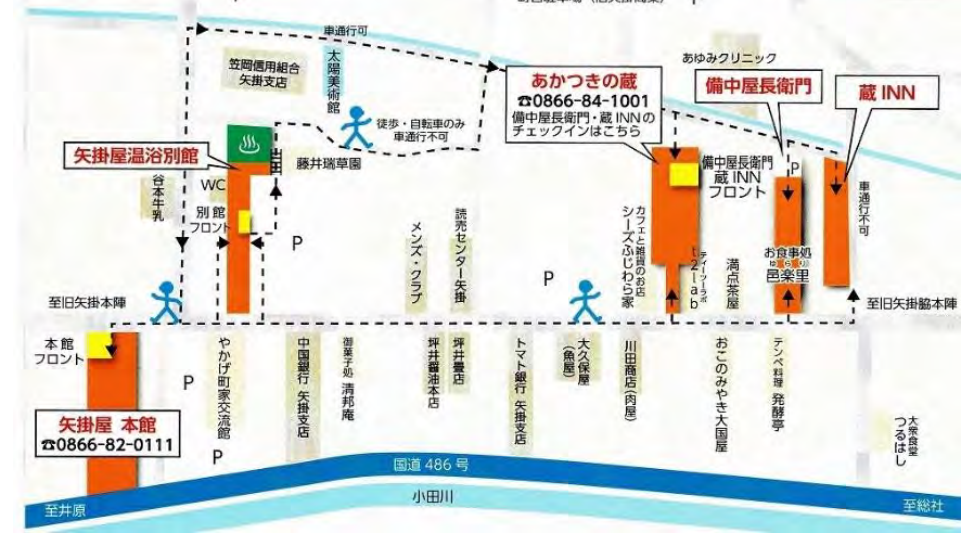 車通行可
あゆみクリニック
笠岡信用組合
矢掛支店
太陽美術館
あかつきの蔵
☎0866-84-1001
備中屋長衛門・蔵INNの
チェックインはこちら
備中屋長衛門
蔵INN
徒歩・自転車のみ
車通行不可
矢掛屋温浴別館
藤井瑞草園
備中屋長衛門
蔵INN
フロント
P
谷本牛乳
WC
別館
フロント
P
メンズ・クラブ
読売センター矢掛
P
カフェと雑貨のお店
シーズふじわら家
ティーツーラボ
t2lab
満点茶屋
お食事処
ゆらり
邑楽里
車通行不可
至旧矢掛本陣
至旧矢掛脇本陣
本館
フロント
矢掛屋 本館
☎0866-82-0111
P
P
やかげ町家交流館
中国銀行 矢掛支店
御菓子処 清邦庵
坪井醤油本店
坪井畳店
トマト銀行 矢掛支店
大久保屋
(魚屋)
川田商店(肉屋)
おこのみやき大国屋
テンペ料理 発酵亭
大衆食堂
つるはし
国道486号
小田川
至井原
至総社